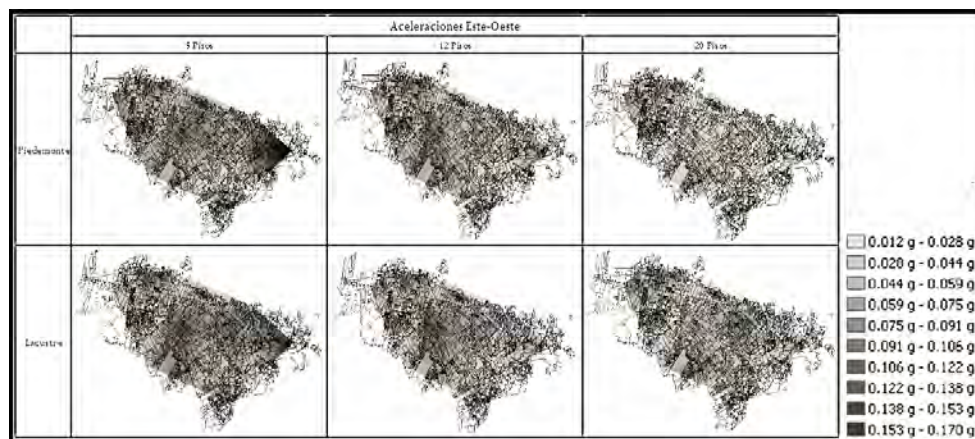 Aceleraciones Este-Oeste
5 Pisos
12 Pisos
20 Pisos
Piedemonte
Lacustre
0.012 g - 0.028 g
0.028 g - 0.044 g
0.044 g - 0.059 g
0.059 g - 0.075 g
0.075 g - 0.091 g
0.091 g - 0.106 g
0.106 g - 0.122 g
0.122 g - 0.138 g
0.138 g - 0.153 g
0.153 g - 0.170 g